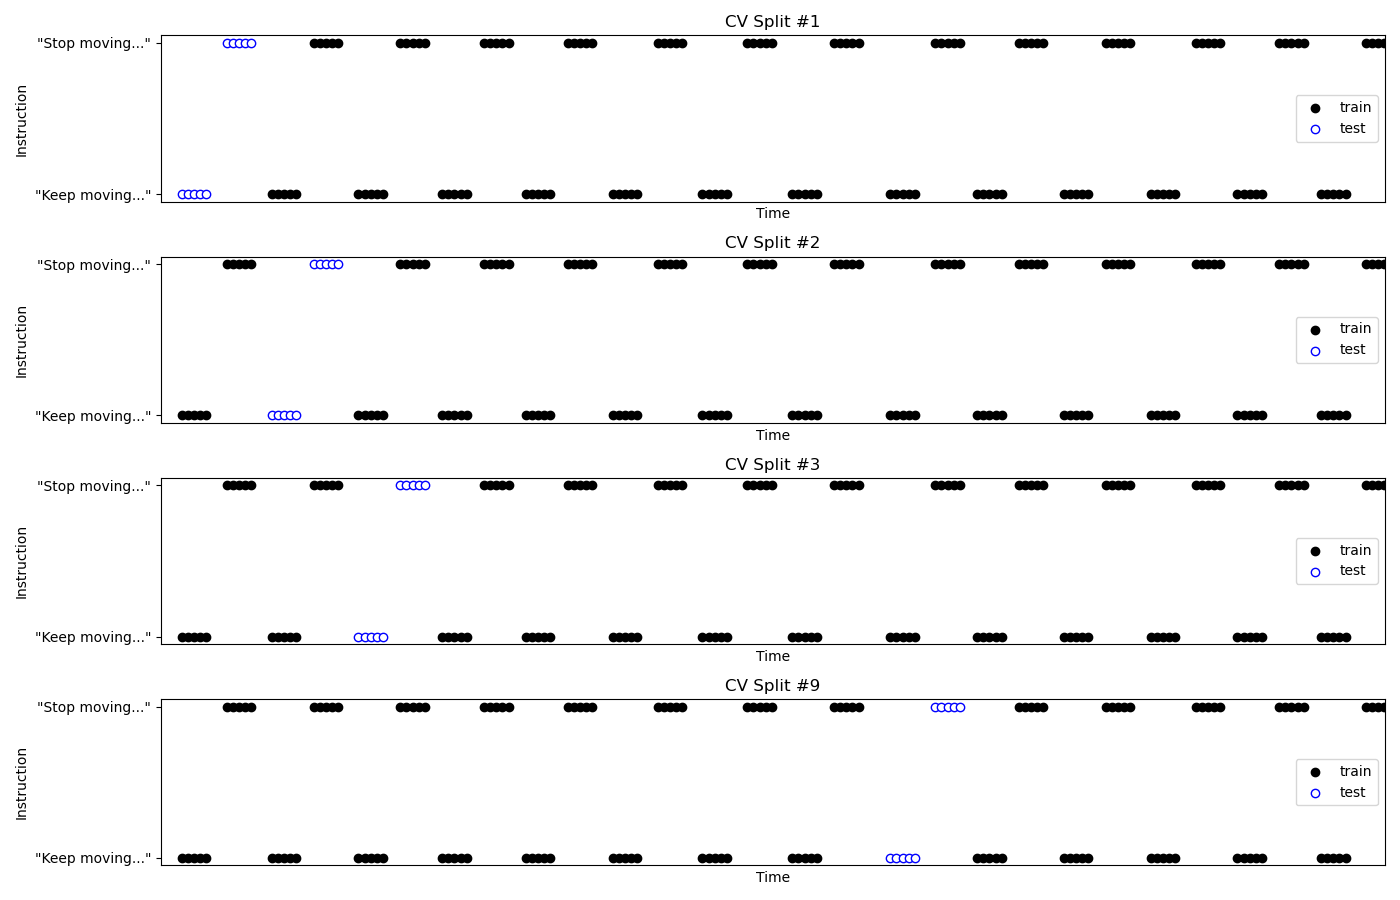 CV Split #1
"Stop moving..."
Instruction
train
test
"Keep moving..."
Time
CV Split #2
"Stop moving..."
Instruction
train
test
"Keep moving..."
Time
CV Split #3
"Stop moving..."
Instruction
train
test
"Keep moving..."
Time
CV Split #9
"Stop moving..."
Instruction
train
test
"Keep moving..."
Time